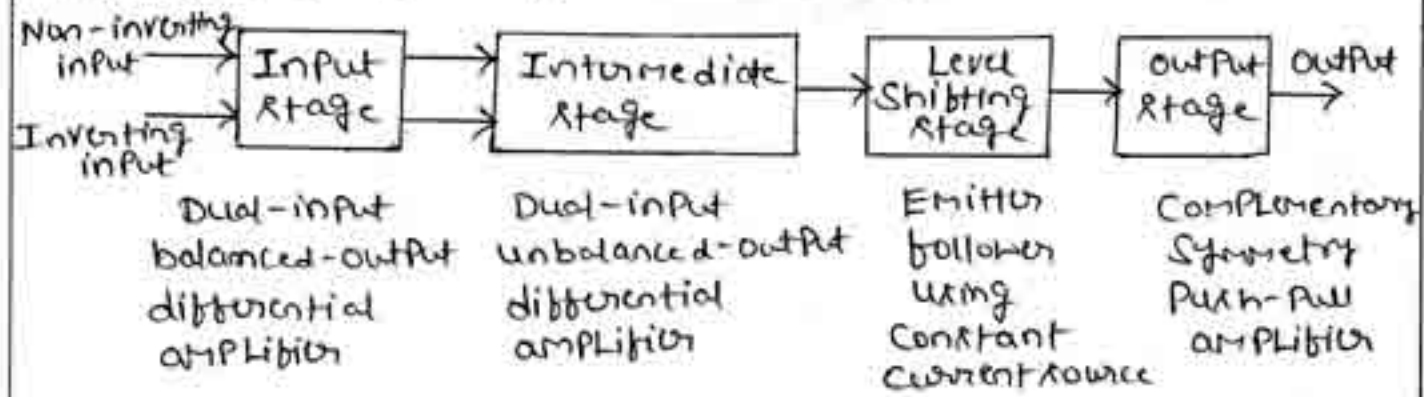 Non-inverting
input
Inverting
input
Input
stage
Intermediate
stage
Level
Shifting
stage
output
stage
output
Dual-input
balanced-output
differential
amplifier
Dual-input
unbalanced-output
differential
amplifier
Emitter
follower
using
constant
current source
Complementary
symmetry
push-pull
amplifier